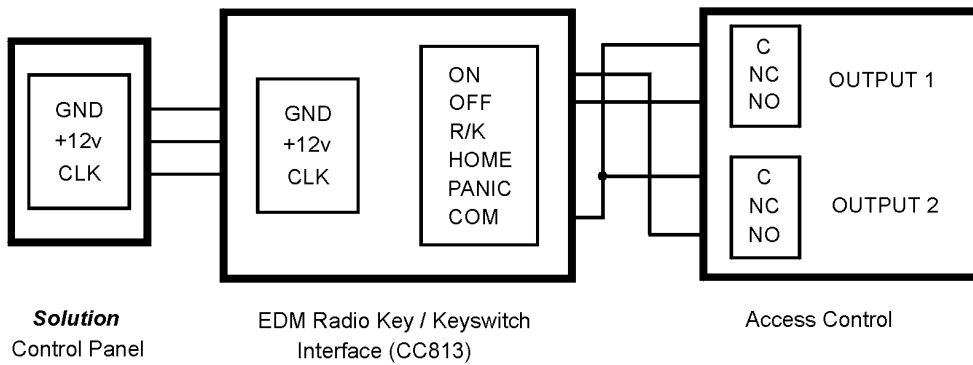 GND
+12v
CLK
GND
+12v
CLK
ON
OFF
R/K
HOME
PANIC
COM
C
NC
NO
OUTPUT 1
C
NC
NO
OUTPUT 2
Solution
Control Panel
EDM Radio Key / Keyswitch
Interface (CC813)
Access Control